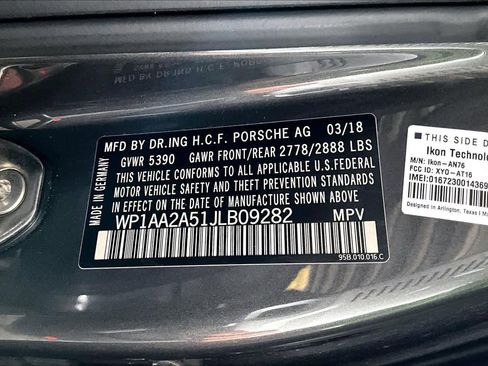 MFD BY DR.ING H.C.F. PORSCHE AG 03/18
GVWR 5390 GAWR FRONT/REAR 2778/2888 LBS
THIS VEHICLE CONFORMS TO ALL APPLICABLE U.S.FEDERAL
MOTOR VEHICLE SAFETY, BUMPER, AND THEFT PREVENTION
STANDARDS IN EFFECT ON THE DATE OF MANUFACTURE SHOWN ABOVE.
WP1AA2A51JLB09282 MPV
MADE IN GERMANY
95B.010.016.C
THIS SIDE
Ikon
M/N: Ikon-AN76
FCC ID: XYO-AT16
Designed in Arlington, Texas